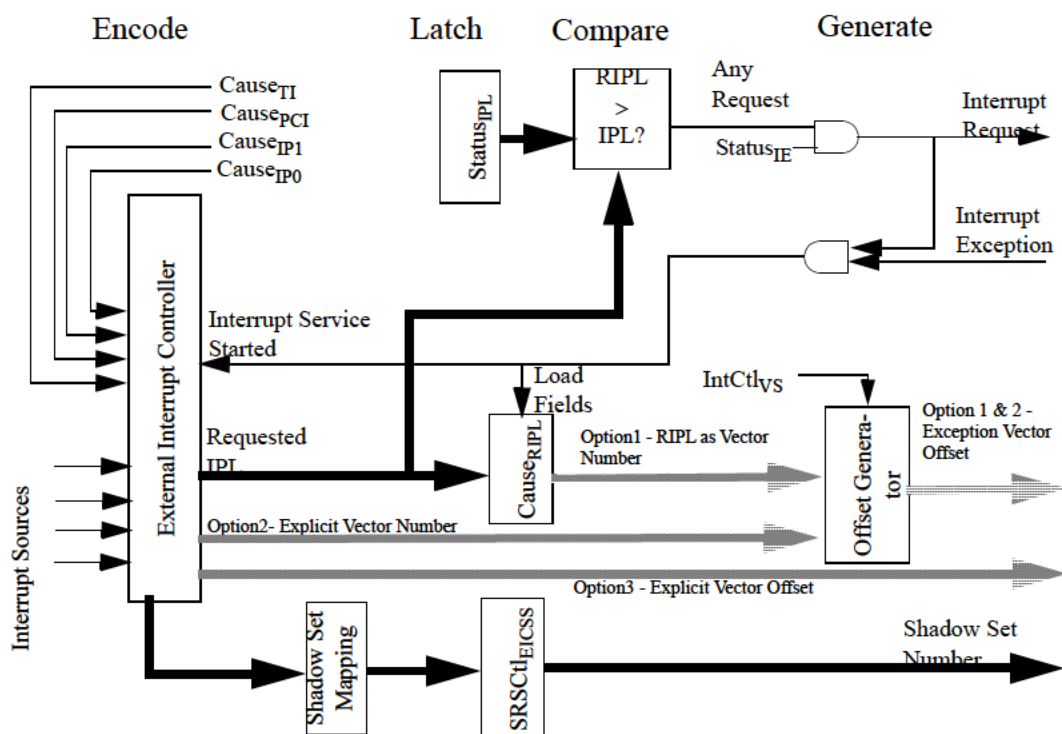 Encode
Latch
Compare
Generate
CauseTI
CausePCI
CauseIP1
CauseIP0
StatusIPL
RIPL
>
IPL?
Any
Request
StatusIE
Interrupt
Request
Interrupt
Exception
External Interrupt Controller
Interrupt Service
Started
Load
Fields
IntCtlVS
Requested
IPL
CauseRIPL
Option1 - RIPL as Vector
Number
Offset Genera-
tor
Option 1 & 2 -
Exception Vector
Offset
Option2- Explicit Vector Number
Option3 - Explicit Vector Offset
Interrupt Sources
Shadow Set
Mapping
SRSCtlEICSS
Shadow Set
Number